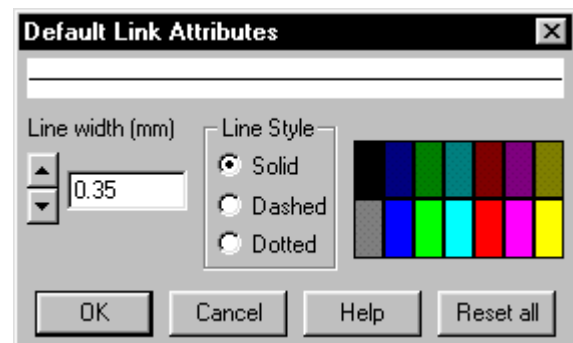 Default Link Attributes
Line width (mm)
0.35
Line Style
Solid
Dashed
Dotted
OK Cancel Help Reset all